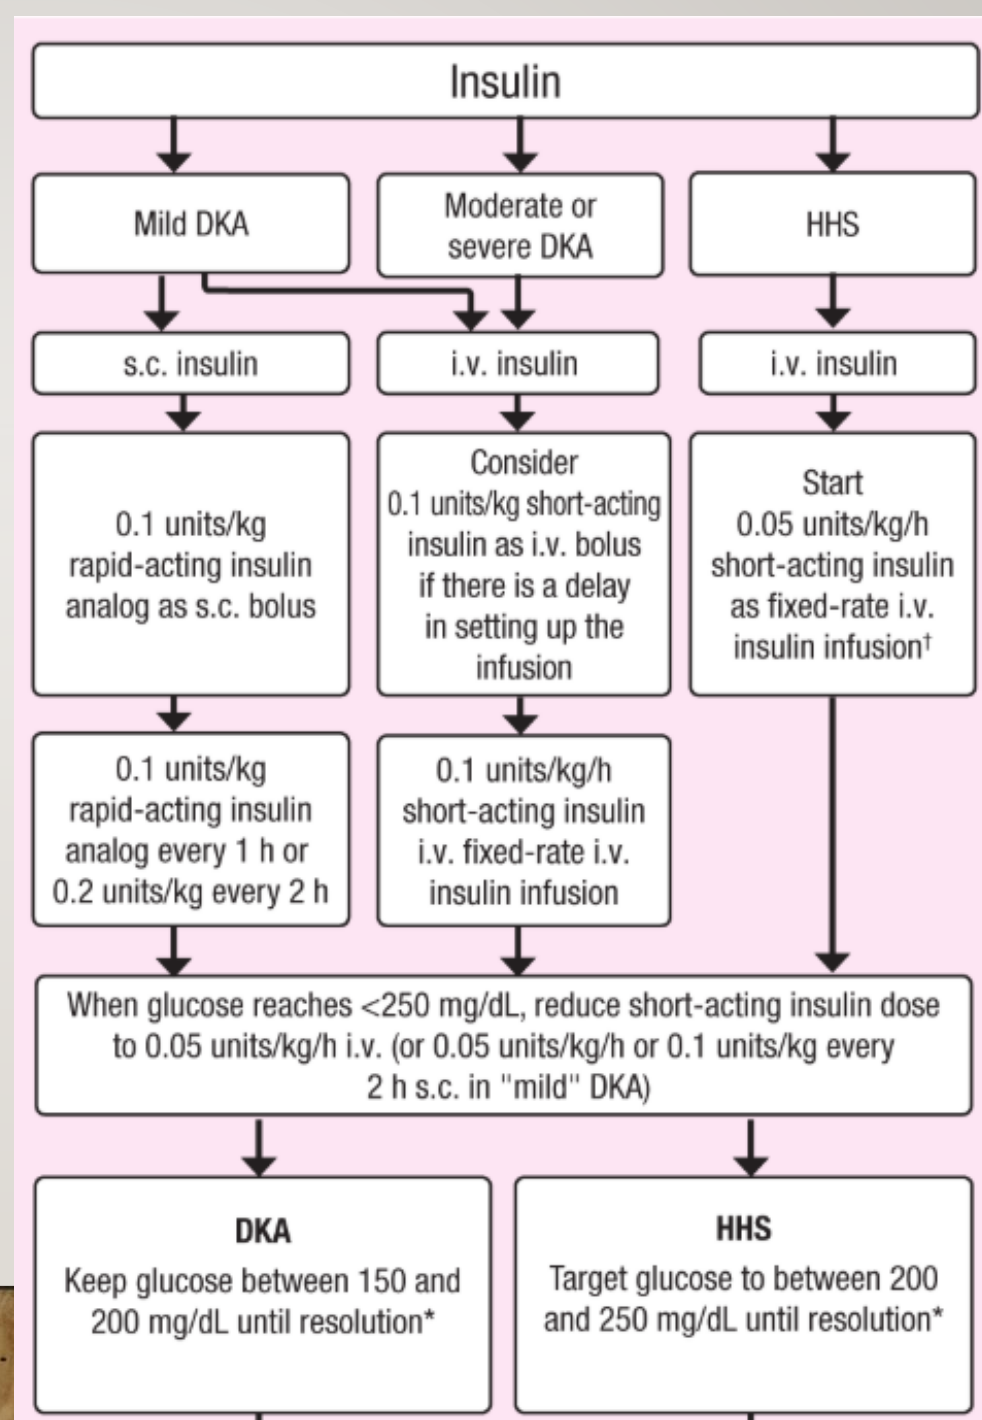 Insulin
Mild DKA
Moderate or
severe DKA
HHS
s.c. insulin
i.v. insulin
i.v. insulin
0.1 units/kg
rapid-acting insulin
analog as s.c. bolus
Consider
0.1 units/kg short-acting
insulin as i.v. bolus
if there is a delay
in setting up the
infusion
Start
0.05 units/kg/h
short-acting insulin
as fixed-rate i.v.
insulin infusion†
0.1 units/kg
rapid-acting insulin
analog every 1 h or
0.2 units/kg every 2 h
0.1 units/kg/h
short-acting insulin
i.v. fixed-rate i.v.
insulin infusion
When glucose reaches <250 mg/dL, reduce short-acting insulin dose
to 0.05 units/kg/h i.v. (or 0.05 units/kg/h or 0.1 units/kg every
2 h s.c. in "mild" DKA)
DKA
Keep glucose between 150 and
200 mg/dL until resolution*
HHS
Target glucose to between 200
and 250 mg/dL until resolution*